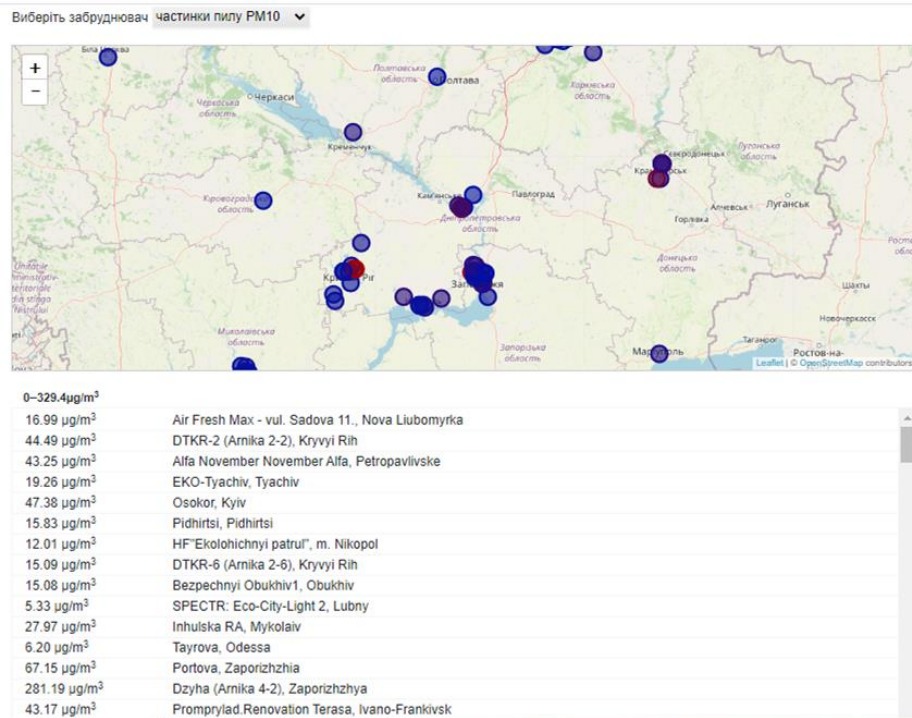 Виберіть забруднювач частинки пилу PM10
+
−
Біла Церква
Черкаси
Черкаська
область
Полтавська
область
Полтава
Харківська
область
Кременчук
Кіровоградська
область
Кам'янське
Павлоград
Дніпропетровська
область
Сєвєродонецьк
Луганська
область
Алчевськ
Луганськ
Горлівка
Донецька
область
Шахты
Новочеркасск
Миколаївська
область
Запорізька
область
Маріуполь
Таганрог
Ростов-на-
Leaflet | © OpenStreetMap contributors
0–329.4µg/m³
16.99 µg/m³ Air Fresh Max - vul. Sadova 11., Nova Liubomyrka
44.49 µg/m³ DTKR-2 (Arnika 2-2), Kryvyi Rih
43.25 µg/m³ Alfa November November Alfa, Petropavlivske
19.26 µg/m³ EKO-Tyachiv, Tyachiv
47.38 µg/m³ Osokor, Kyiv
15.83 µg/m³ Pidhirtsi, Pidhirtsi
12.01 µg/m³ HF"Ekolohichnyi patrul", m. Nikopol
15.09 µg/m³ DTKR-6 (Arnika 2-6), Kryvyi Rih
15.08 µg/m³ Bezpechnyi Obukhiv1, Obukhiv
5.33 µg/m³ SPECTR: Eco-City-Light 2, Lubny
27.97 µg/m³ Inhulska RA, Mykolaiv
6.20 µg/m³ Tayrova, Odessa
67.15 µg/m³ Portova, Zaporizhzhia
281.19 µg/m³ Dzyha (Arnika 4-2), Zaporizhzhya
43.17 µg/m³ Promprylad.Renovation Terasa, Ivano-Frankivsk